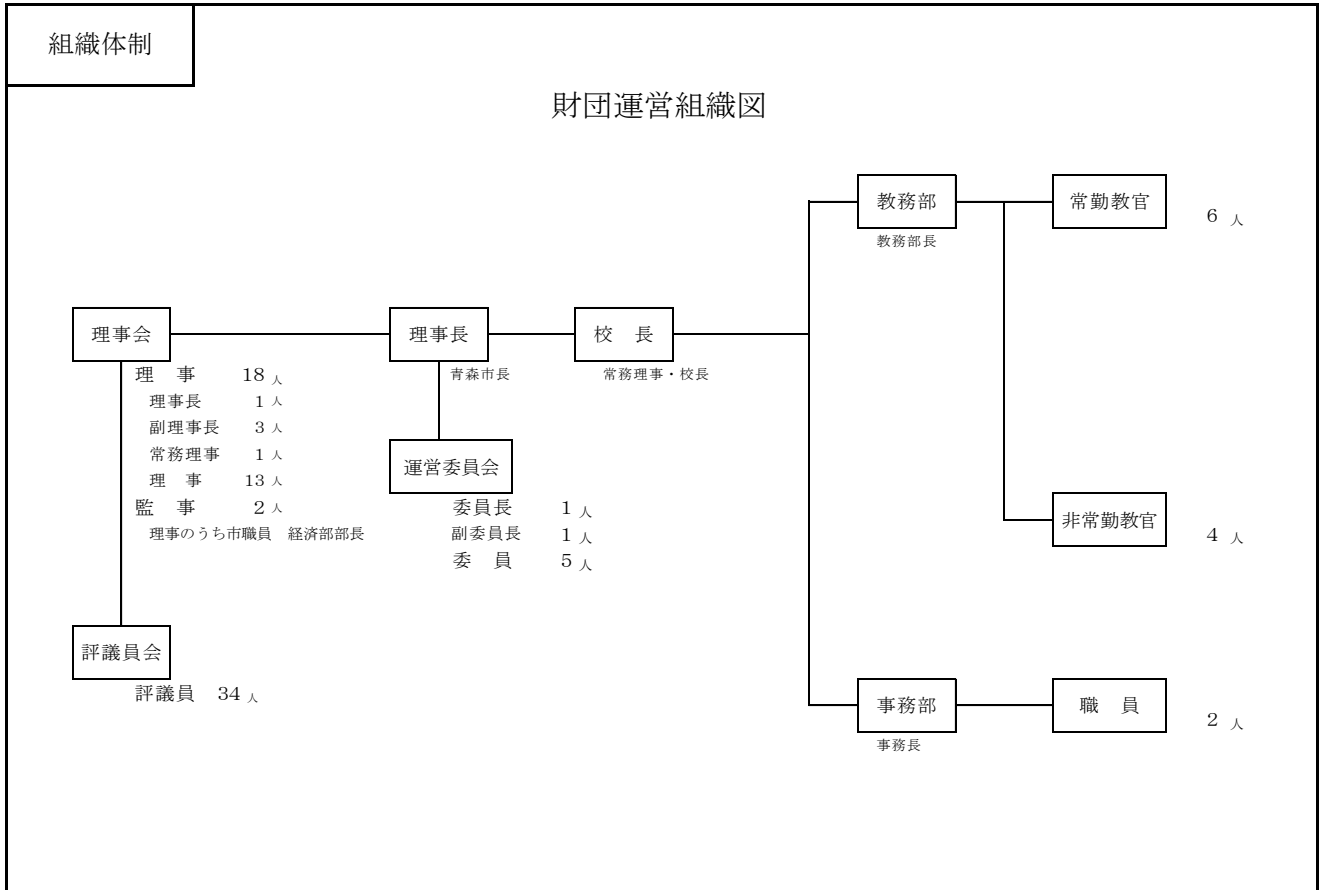 組織体制
財団運営組織図
教務部
教務部長
常勤教官
6 人
理事会
理　事　18 人
理事長　1 人
副理事長　3 人
常務理事　1 人
理　事　13 人
監　事　2 人
理事のうち市職員　経済部部長
理事長
青森市長
校　長
常務理事・校長
運営委員会
委員長　1 人
副委員長　1 人
委　員　5 人
非常勤教官
4 人
評議員会
評議員　34 人
事務部
事務長
職　員
2 人